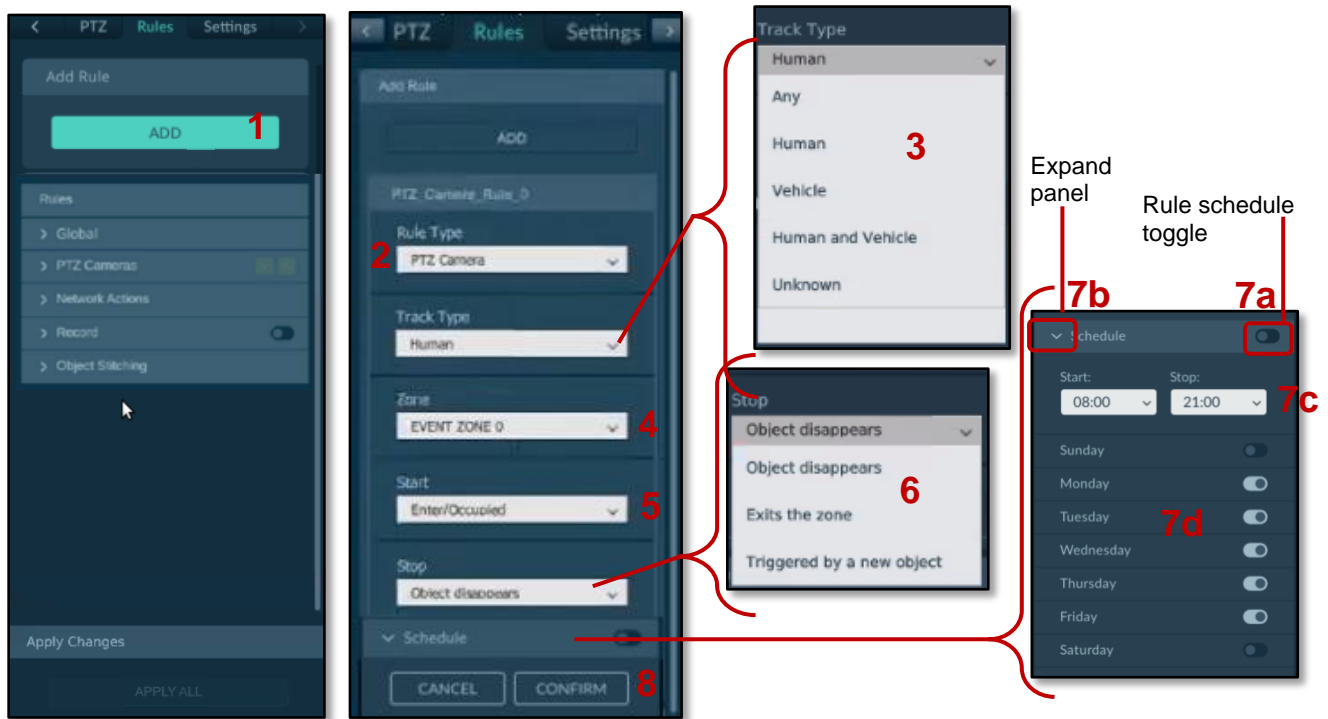 PTZ Rules Settings
Add Rule
ADD
1
Rules
Global
PTZ Cameras
Network Actions
Record
Object Stitching
Apply Changes
APPLY ALL
PTZ Rules Settings
Add Rule
ADD
PTZ_Camera_Rule_0
Rule Type
2
PTZ Camera
Track Type
Human
Zone
EVENT ZONE 0
4
Start
Enter/Occupied
5
Stop
Object disappears
Schedule
CANCEL CONFIRM
8
Track Type
Human
Any
Human
3
Vehicle
Human and Vehicle
Unknown
Stop
Object disappears
Object disappears
6
Exits the zone
Triggered by a new object
Expand
panel
Rule schedule
toggle
7b 7a
Schedule
Start: Stop:
08:00 21:00
7c
Sunday
Monday
Tuesday
7d
Wednesday
Thursday
Friday
Saturday